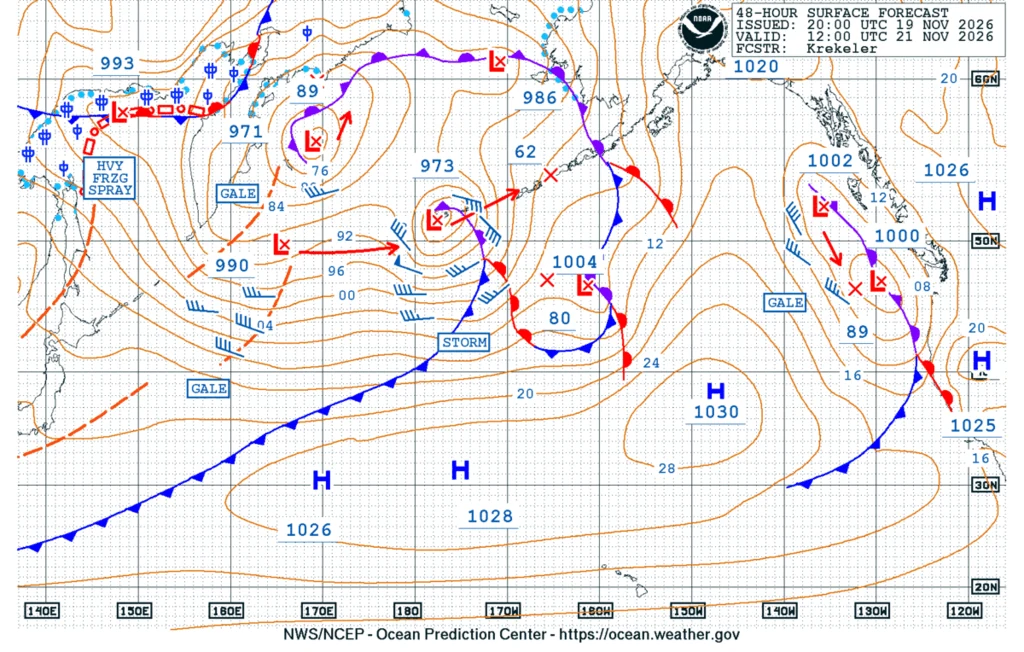 NOAA
48-HOUR SURFACE FORECAST
ISSUED: 20:00 UTC 19 NOV 2026
VALID: 12:00 UTC 21 NOV 2026
FCSTR: Krekeler
993
1020
20
60N
89
986
971
62
HVY
FRZG
SPRAY
76
973
1002
1026
H
GALE
84
12
L
92
12
1000
50N
990
96
1004
08
00
GALE
04
80
89
20
STORM
24
H
GALE
20
H
16
1030
1025
28
16
H
H
30N
1026
1028
20N
140E
150E
160E
170E
180
170W
160W
150W
140W
130W
120W
NWS/NCEP - Ocean Prediction Center - https://ocean.weather.gov